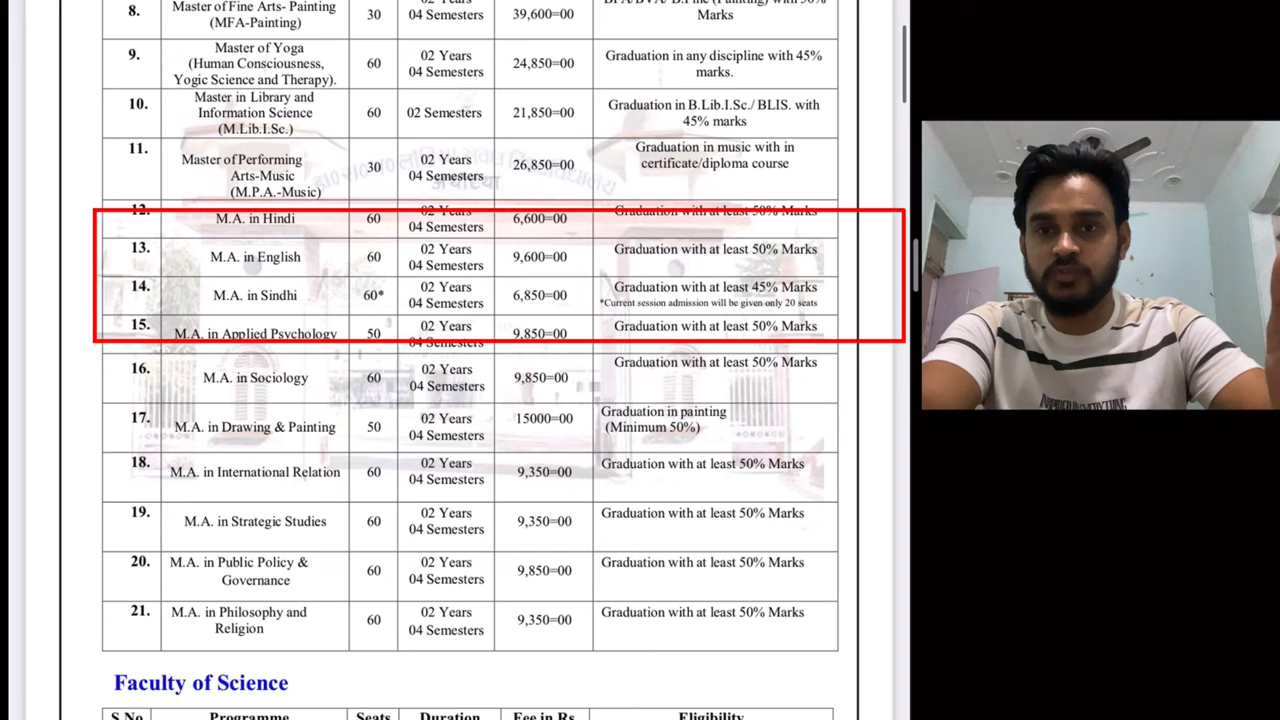 8.
Master of Fine Arts- Painting
(MFA-Painting)
30
04 Semesters
39,600=00
Marks
9.
Master of Yoga
(Human Consciousness,
Yogic Science and Therapy).
60
02 Years
04 Semesters
24,850=00
Graduation in any discipline with 45%
marks.
10.
Master in Library and
Information Science
(M.Lib.I.Sc.)
60
02 Semesters
21,850=00
Graduation in B.Lib.I.Sc./ BLIS. with
45% marks
11.
Master of Performing
Arts-Music
(M.P.A.-Music)
30
02 Years
04 Semesters
26,850=00
Graduation in music with in
certificate/diploma course
12.
M.A. in Hindi
60
02 Years
04 Semesters
6,600=00
Graduation with at least 50% Marks
13.
M.A. in English
60
02 Years
04 Semesters
9,600=00
Graduation with at least 50% Marks
14.
M.A. in Sindhi
60*
02 Years
04 Semesters
6,850=00
Graduation with at least 45% Marks
*Current session admission will be given only 20 seats
15.
M.A. in Applied Psychology
50
02 Years
04 Semesters
9,850=00
Graduation with at least 50% Marks
16.
M.A. in Sociology
60
02 Years
04 Semesters
9,850=00
Graduation with at least 50% Marks
17.
M.A. in Drawing & Painting
50
02 Years
04 Semesters
15000=00
Graduation in painting
(Minimum 50%)
18.
M.A. in International Relation
60
02 Years
04 Semesters
9,350=00
Graduation with at least 50% Marks
19.
M.A. in Strategic Studies
60
02 Years
04 Semesters
9,350=00
Graduation with at least 50% Marks
20.
M.A. in Public Policy &
Governance
60
02 Years
04 Semesters
9,850=00
Graduation with at least 50% Marks
21.
M.A. in Philosophy and
Religion
60
02 Years
04 Semesters
9,350=00
Graduation with at least 50% Marks
Faculty of Science
S.No
Programme
Seats
Duration
Fee in Rs
Eligibility